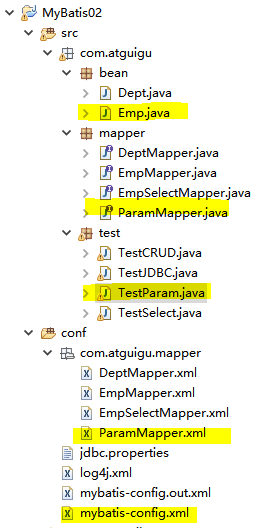 MyBatis02
src
com.atguigu
bean
Dept.java
Emp.java
mapper
DeptMapper.java
EmpMapper.java
EmpSelectMapper.java
ParamMapper.java
test
TestCRUD.java
TestJDBC.java
TestParam.java
TestSelect.java
conf
com.atguigu.mapper
DeptMapper.xml
EmpMapper.xml
EmpSelectMapper.xml
ParamMapper.xml
jdbc.properties
log4j.xml
mybatis-config.out.xml
mybatis-config.xml